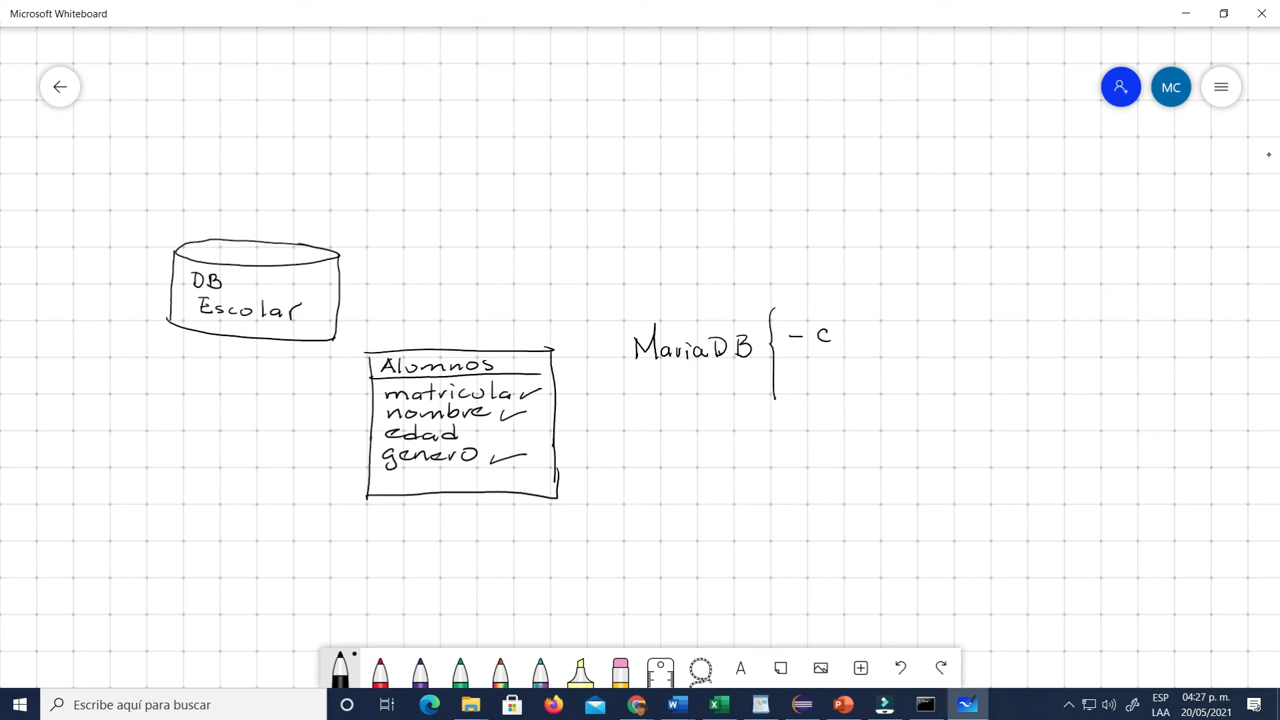 Microsoft Whiteboard
MC
DB
Escolar
Alumnos
matricular
nombre
edad
genero
MariaDB { - c
A
Escribe aquí para buscar
ESP
LAA
04:27 p. m.
20/05/2021